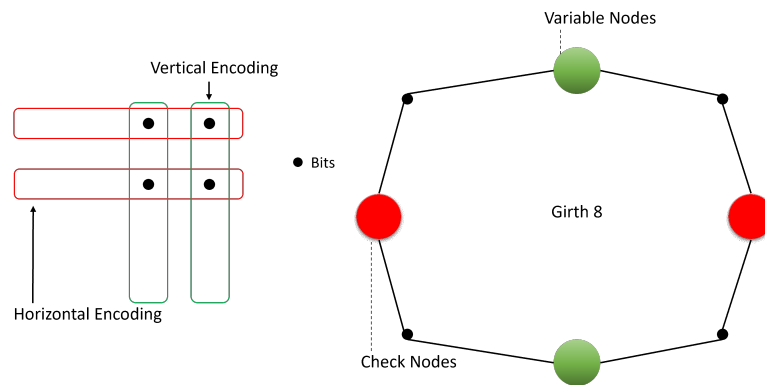 Variable Nodes
Vertical Encoding
Bits
Girth 8
Horizontal Encoding
Check Nodes